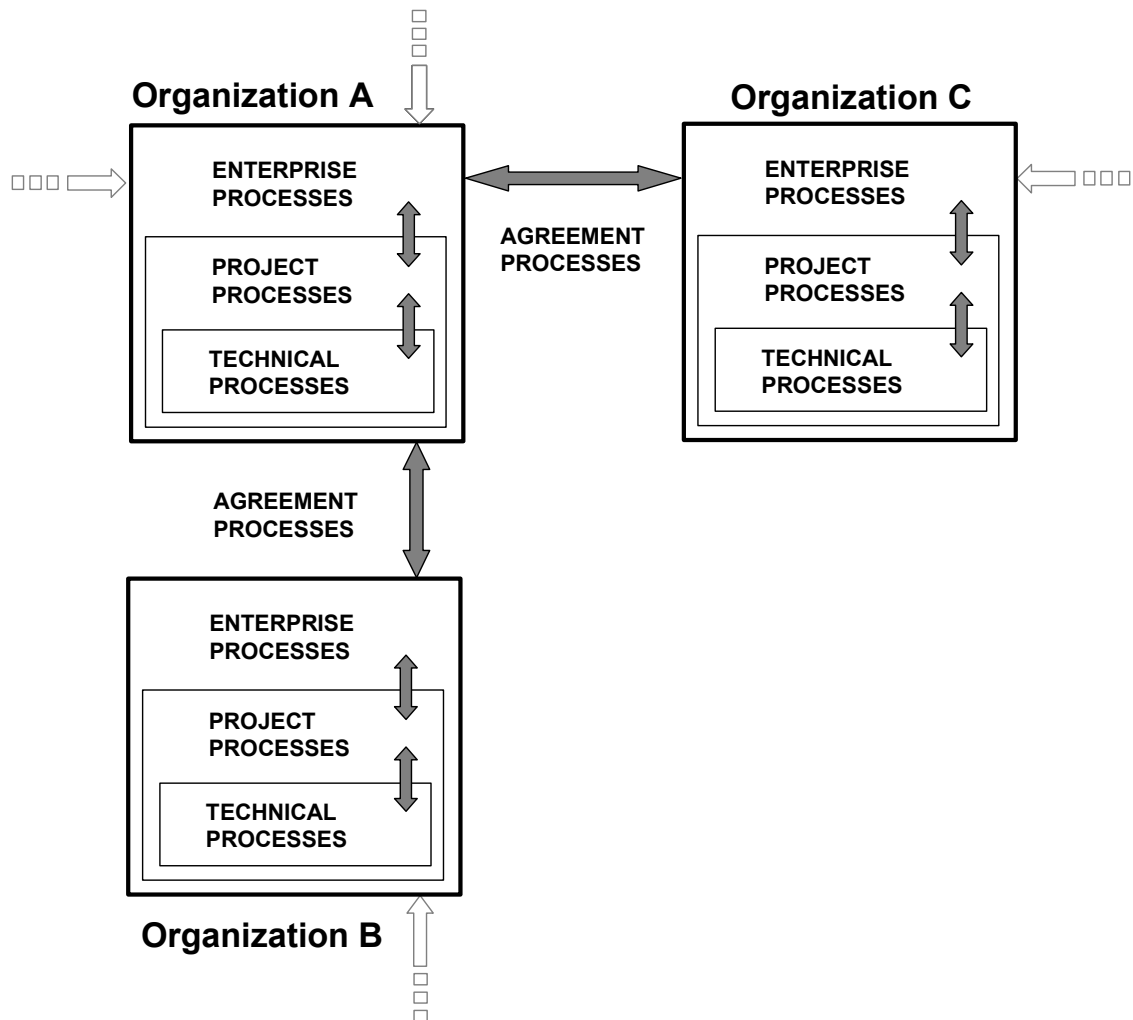 Organization A
ENTERPRISE
PROCESSES
PROJECT
PROCESSES
TECHNICAL
PROCESSES
AGREEMENT
PROCESSES
Organization C
ENTERPRISE
PROCESSES
PROJECT
PROCESSES
TECHNICAL
PROCESSES
AGREEMENT
PROCESSES
ENTERPRISE
PROCESSES
PROJECT
PROCESSES
TECHNICAL
PROCESSES
Organization B